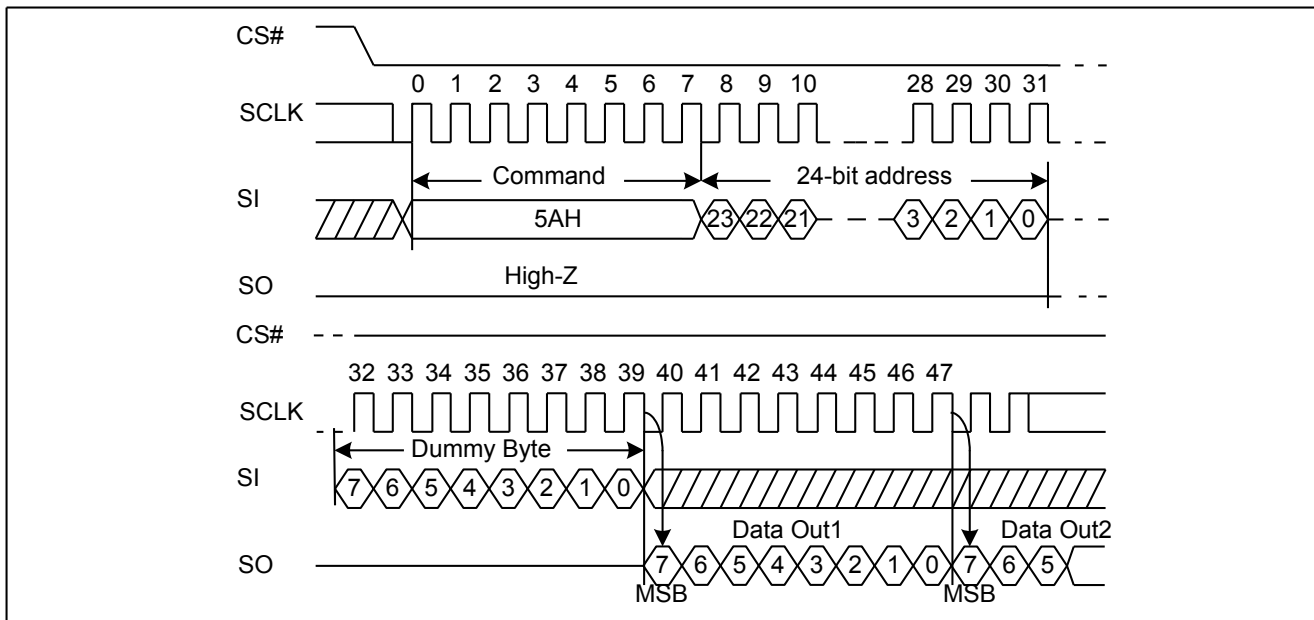 CS#
0 1 2 3 4 5 6 7 8 9 10 28 29 30 31
SCLK
Command 24-bit address
SI
5AH 23 22 21 3 2 1 0
High-Z
SO
CS#
32 33 34 35 36 37 38 39 40 41 42 43 44 45 46 47
SCLK
Dummy Byte
SI
7 6 5 4 3 2 1 0
Data Out1 Data Out2
SO
7 6 5 4 3 2 1 0 7 6 5
MSB MSB